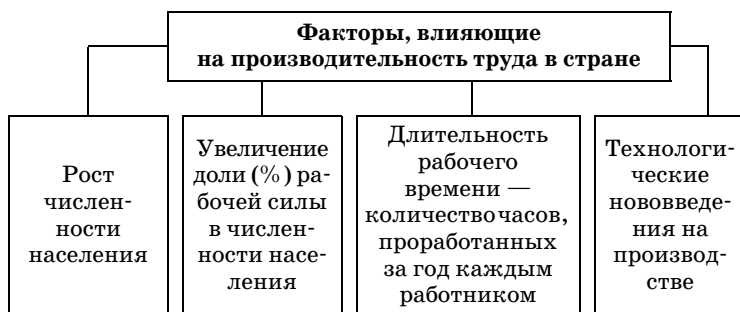 Факторы, влияющие
на производительность труда в стране
Рост
числен-
ности
населения
Увеличение
доли (%) ра-
бочей силы
в числен-
ности насе-
ления
Длительность
рабочего
времени —
количество часов,
проработанных
за год каждым
работником
Технологи-
ческие
нововведе-
ния на
производ-
стве